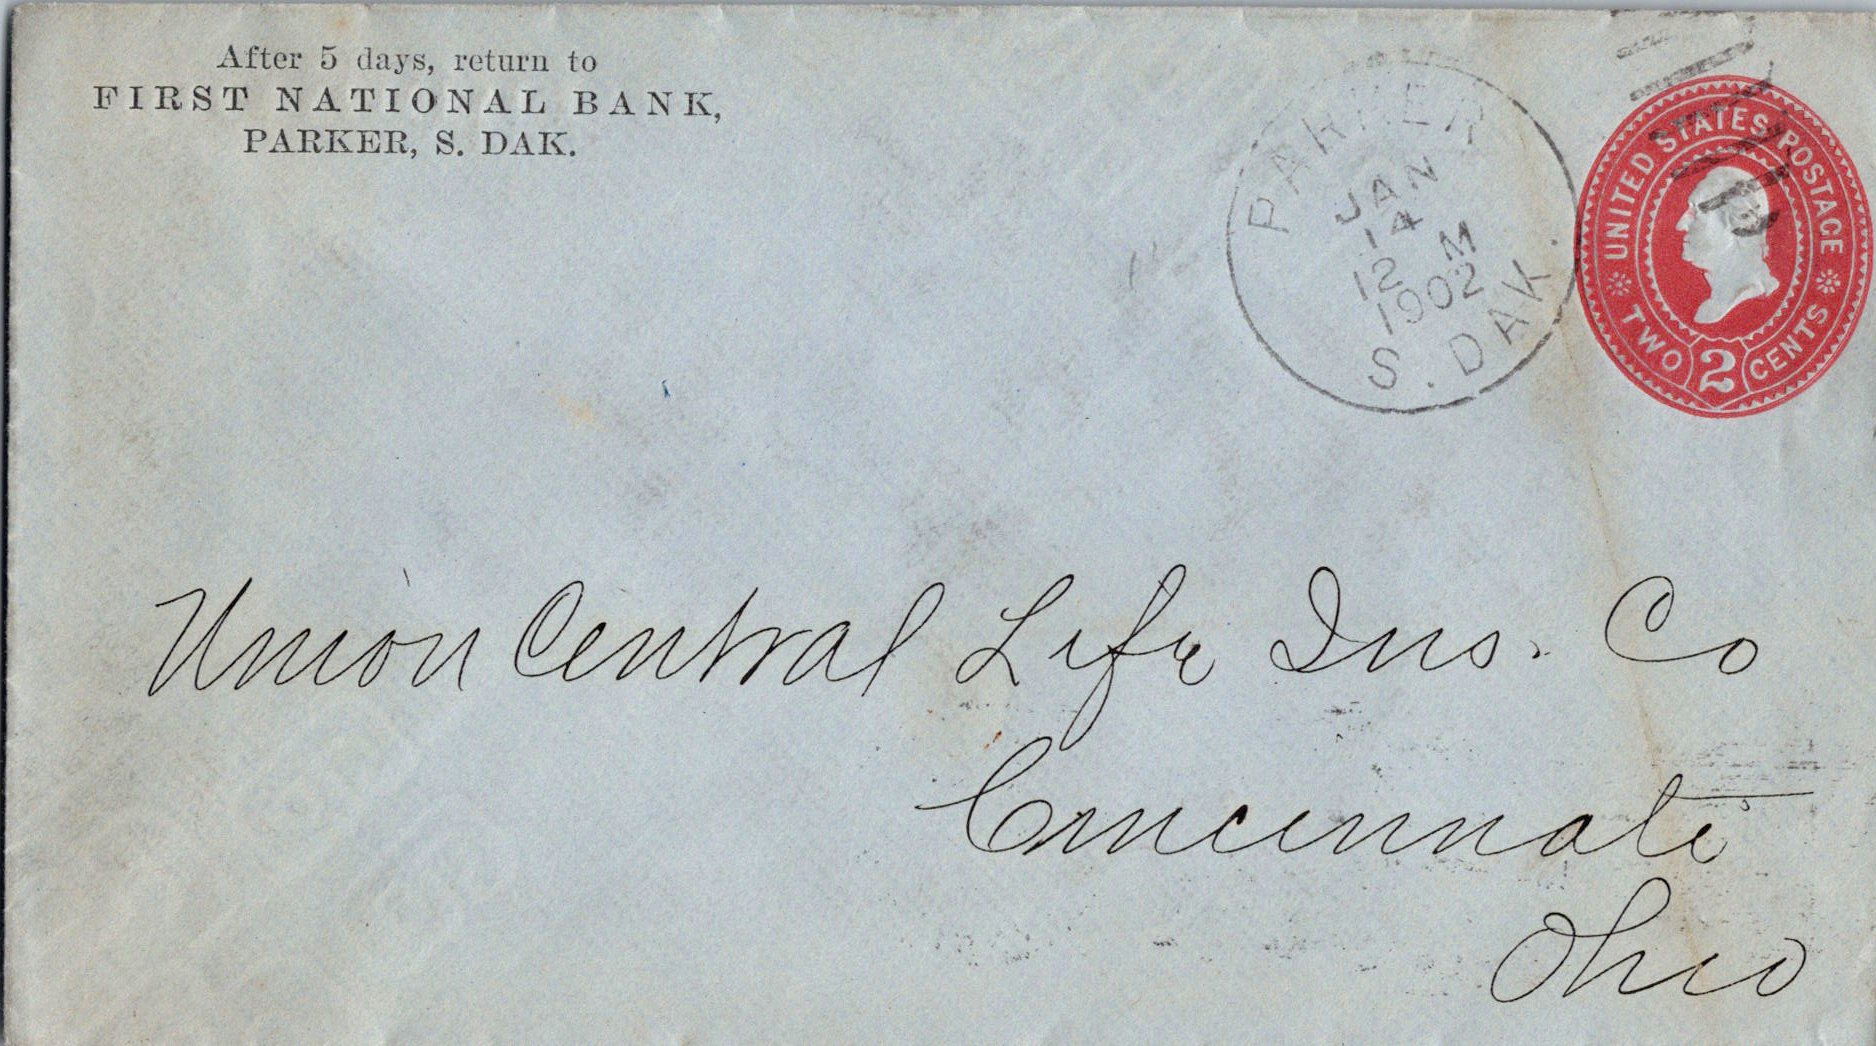 After 5 days, return to
FIRST NATIONAL BANK,
PARKER, S. DAK.
PARKER
JAN
14
12 M
1902
S. DAK.
UNITED STATES POSTAGE
TWO 2 CENTS
Union Central Life Ins. Co
Cincinnati
Ohio